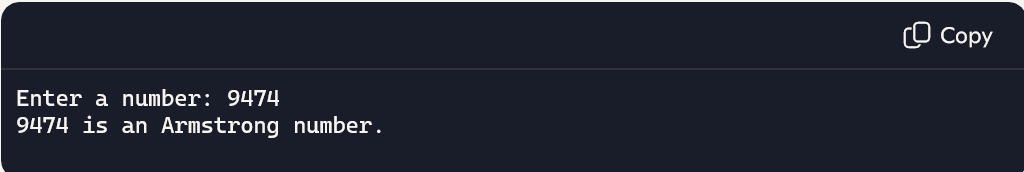 Copy
Enter a number: 9474
9474 is an Armstrong number.